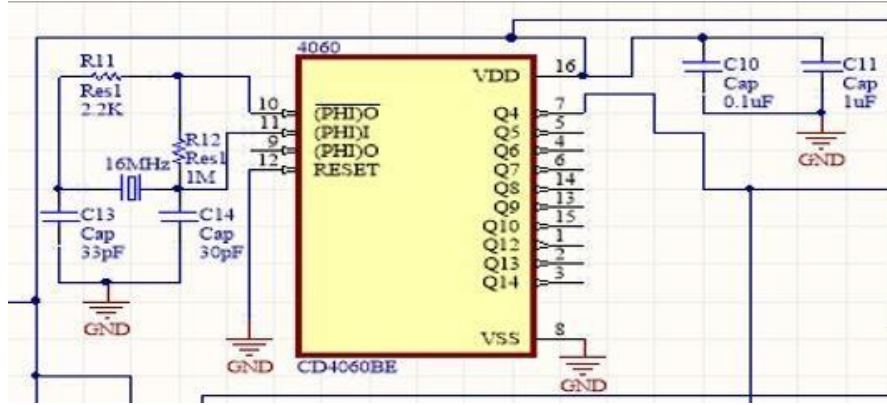 4060
R11
Res1
2.2K
R12
Res1
1M
16MHz
C13
Cap
33pF
C14
Cap
30pF
GND
GND
10
11
9
12
(PHI)O
(PHI)I
(PHI)O
RESET
VDD
Q4
Q5
Q6
Q7
Q8
Q9
Q10
Q12
Q13
Q14
VSS
16
7
5
4
6
14
13
15
1
2
3
8
CD4060BE
GND
C10
Cap
0.1uF
C11
Cap
1uF
GND